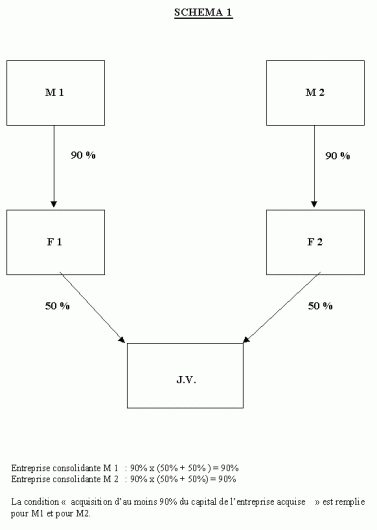 SCHEMA 1
M 1
M 2
90 %
90 %
F 1
F 2
50 %
50 %
J.V.
Entreprise consolidante M 1 : 90% x (50% + 50% ) = 90%
Entreprise consolidante M 2 : 90% x (50% + 50%) = 90%
La condition « acquisition d'au moins 90% du capital de l'entreprise acquise » est remplie
pour M1 et pour M2.